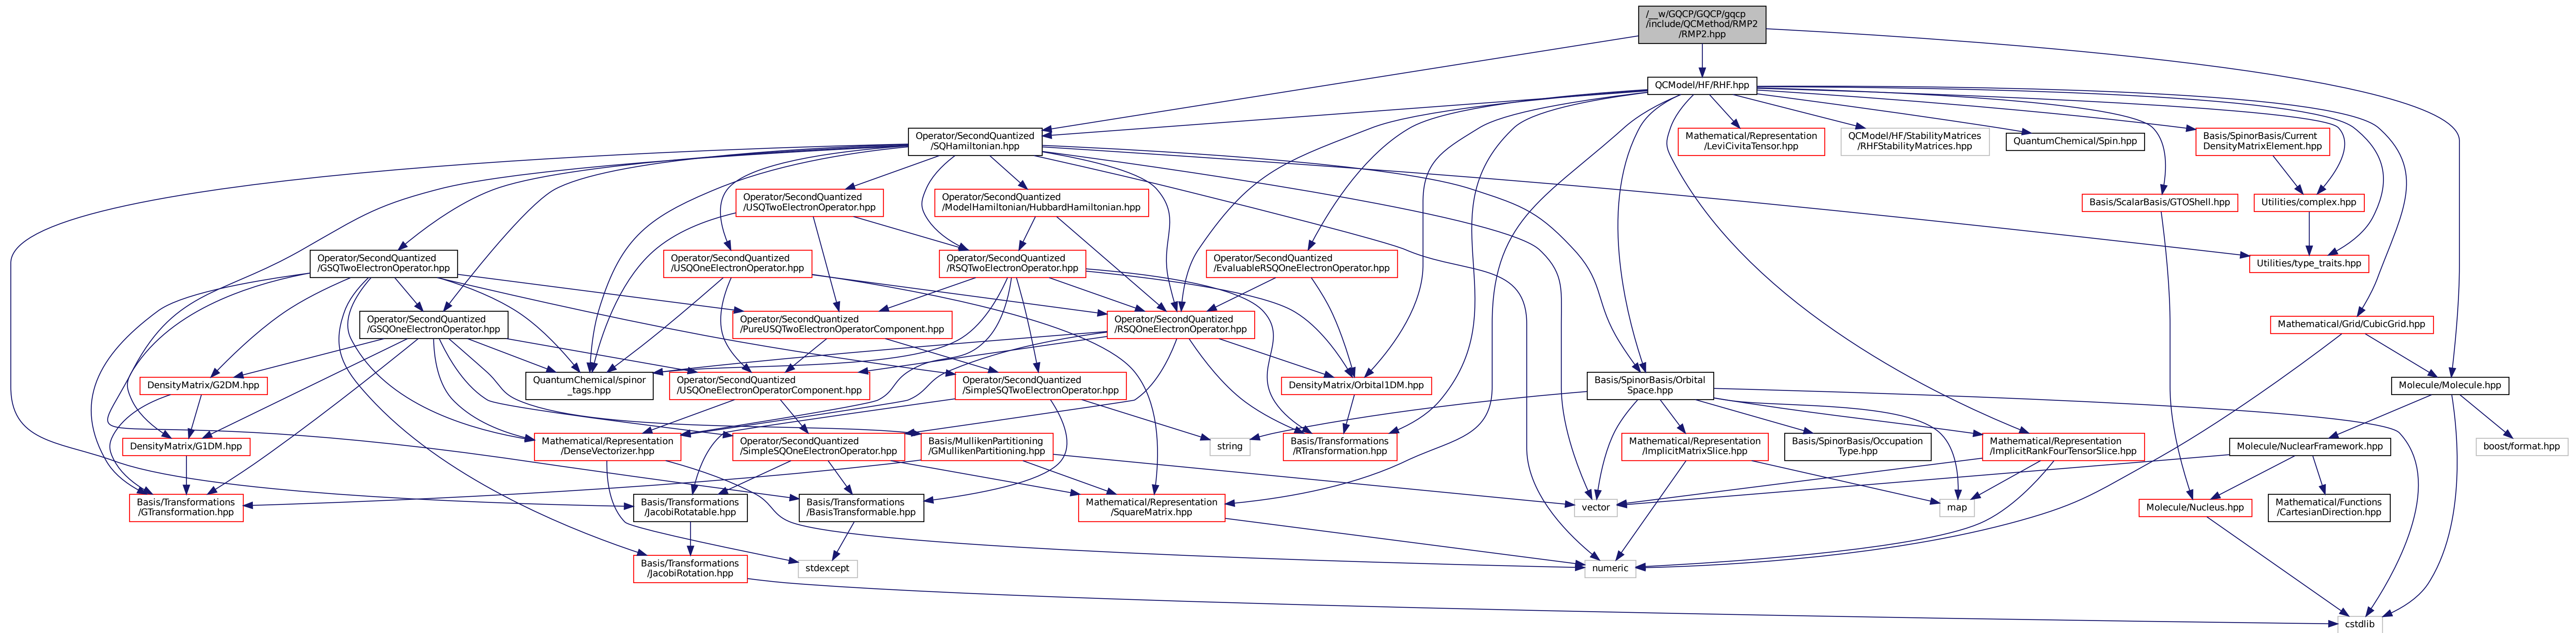 /__w/GQCP/GQCP/gqcp
/include/QCMethod/RMP2
/RMP2.hpp
QCModel/HF/RHF.hpp
Operator/SecondQuantized
/SQHamiltonian.hpp
Mathematical/Representation
/LeviCivitaTensor.hpp
QCModel/HF/StabilityMatrices
/RHFStabilityMatrices.hpp
QuantumChemical/Spin.hpp
Basis/SpinorBasis/Current
DensityMatrixElement.hpp
Operator/SecondQuantized
/USQTwoElectronOperator.hpp
Operator/SecondQuantized
/ModelHamiltonian/HubbardHamiltonian.hpp
Basis/ScalarBasis/GTOShell.hpp
Utilities/complex.hpp
Operator/SecondQuantized
/GSQTwoElectronOperator.hpp
Operator/SecondQuantized
/USQOneElectronOperator.hpp
Operator/SecondQuantized
/RSQTwoElectronOperator.hpp
Operator/SecondQuantized
/EvaluableRSQOneElectronOperator.hpp
Utilities/type_traits.hpp
Operator/SecondQuantized
/GSQOneElectronOperator.hpp
Operator/SecondQuantized
/PureUSQTwoElectronOperatorComponent.hpp
Operator/SecondQuantized
/RSQOneElectronOperator.hpp
Mathematical/Grid/CubicGrid.hpp
DensityMatrix/G2DM.hpp
QuantumChemical/spinor
_tags.hpp
Operator/SecondQuantized
/USQOneElectronOperatorComponent.hpp
Operator/SecondQuantized
/SimpleSQTwoElectronOperator.hpp
DensityMatrix/Orbital1DM.hpp
Basis/SpinorBasis/Orbital
Space.hpp
Molecule/Molecule.hpp
DensityMatrix/G1DM.hpp
Mathematical/Representation
/DenseVectorizer.hpp
Operator/SecondQuantized
/SimpleSQOneElectronOperator.hpp
Basis/MullikenPartitioning
/GMullikenPartitioning.hpp
string
Basis/Transformations
/RTransformation.hpp
Mathematical/Representation
/ImplicitMatrixSlice.hpp
Basis/SpinorBasis/Occupation
Type.hpp
Mathematical/Representation
/ImplicitRankFourTensorSlice.hpp
Molecule/NuclearFramework.hpp
boost/format.hpp
Basis/Transformations
/GTransformation.hpp
Basis/Transformations
/JacobiRotatable.hpp
Basis/Transformations
/BasisTransformable.hpp
Mathematical/Representation
/SquareMatrix.hpp
vector
map
Molecule/Nucleus.hpp
Mathematical/Functions
/CartesianDirection.hpp
Basis/Transformations
/JacobiRotation.hpp
stdexcept
numeric
cstdlib